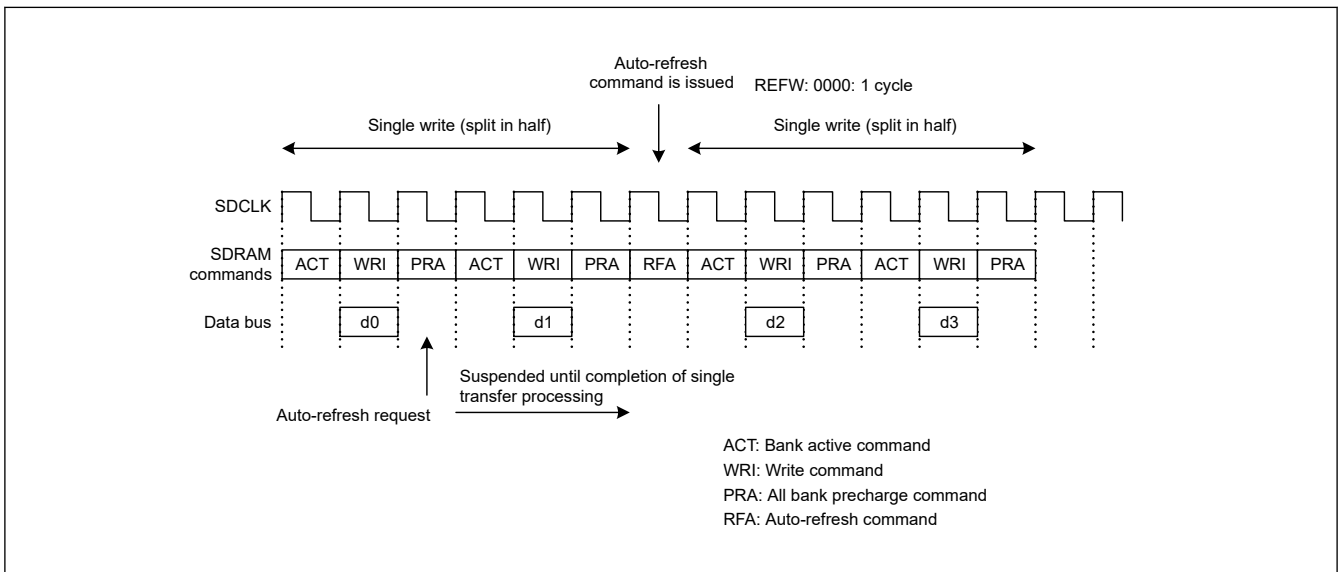 Auto-refresh
command is issued
REFW: 0000: 1 cycle
Single write (split in half)
Single write (split in half)
SDCLK
SDRAM
commands
ACT WRI PRA ACT WRI PRA RFA ACT WRI PRA ACT WRI PRA
Data bus
d0 d1 d2 d3
Suspended until completion of single
transfer processing
Auto-refresh request
ACT: Bank active command
WRI: Write command
PRA: All bank precharge command
RFA: Auto-refresh command